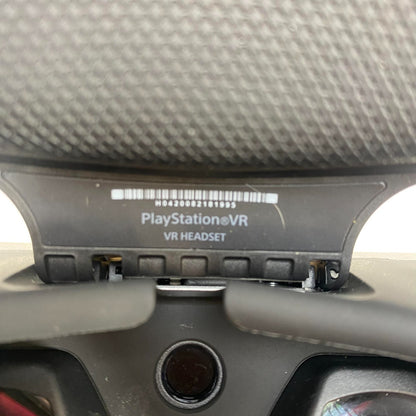 H0420082181995
PlayStation®VR
VR HEADSET